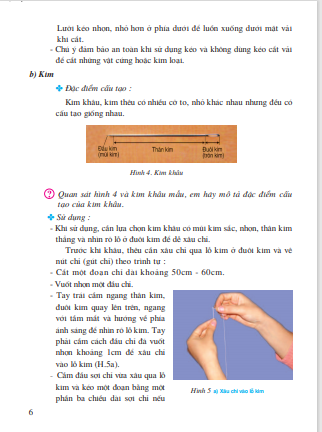 Lưỡi kéo nhọn, nhỏ hơn ở phía dưới để luồn xuống dưới mặt vải
khi cắt.
- Chú ý đảm bảo an toàn khi sử dụng kéo và không dùng kéo cắt vải
để cắt những vật cứng hoặc kim loại.
b) Kim
Đặc điểm cấu tạo :
Kim khâu, kim thêu có nhiều cỡ to, nhỏ khác nhau nhưng đều có
cấu tạo giống nhau.
Đầu kim Thân kim Đuôi kim
(mũi kim) (trôn kim)
Hình 4. Kim khâu
? Quan sát hình 4 và kim khâu mẫu, em hãy mô tả đặc điểm cấu
tạo của kim khâu.
Sử dụng :
- Khi sử dụng, cần lựa chọn kim khâu có mũi kim sắc, nhọn, thân kim
thẳng và nhìn rõ lỗ ở đuôi kim để dễ xâu chỉ.
Trước khi khâu, thêu cần xâu chỉ qua lỗ kim ở đuôi kim và vê
nút chỉ (gút chỉ) theo trình tự :
- Cắt một đoạn chỉ dài khoảng 50cm - 60cm.
- Vuốt nhọn một đầu chỉ.
- Tay trái cầm ngang thân kim,
đuôi kim quay lên trên, ngang
với tầm mắt và hướng về phía
ánh sáng để nhìn rõ lỗ kim. Tay
phải cầm cách đầu chỉ đã vuốt
nhọn khoảng 1cm để xâu chỉ
vào lỗ kim (H.5a).
- Cầm đầu sợi chỉ vừa xâu qua lỗ
kim và kéo một đoạn bằng một
phần ba chiều dài sợi chỉ nếu
Hình 5 a) Xâu chỉ vào lỗ kim
6